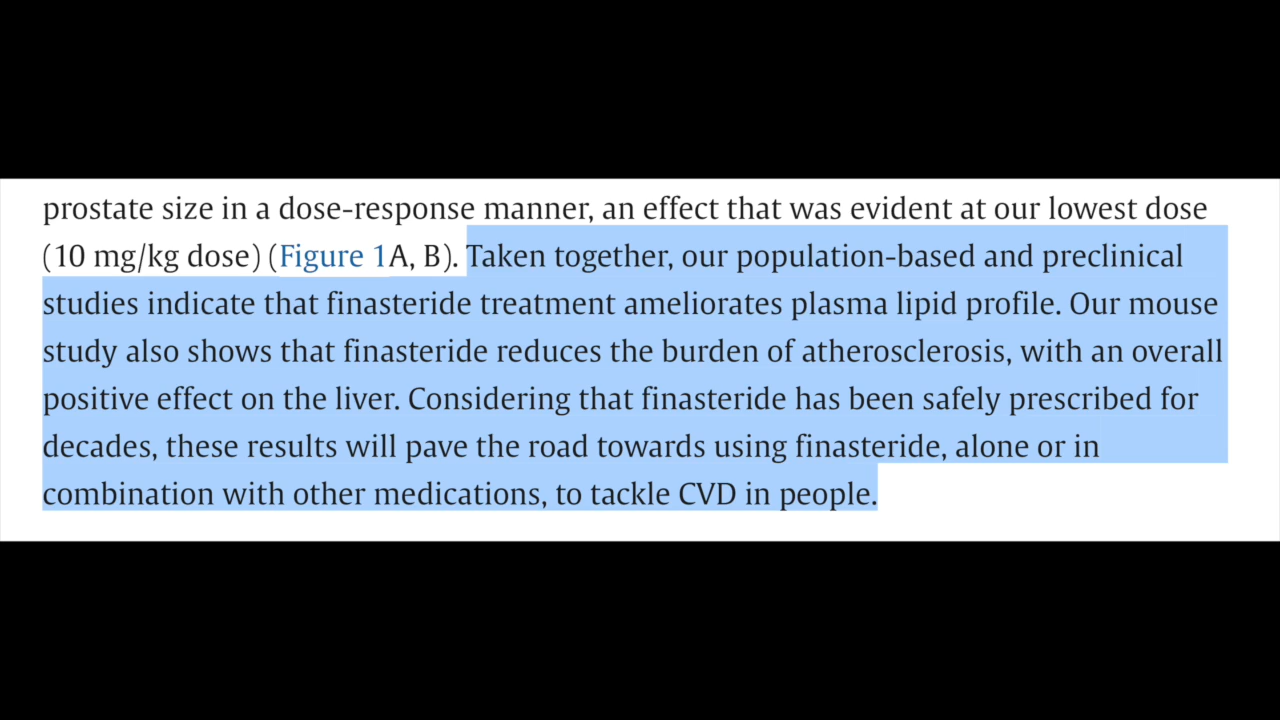 prostate size in a dose-response manner, an effect that was evident at our lowest dose
(10 mg/kg dose) (Figure 1A, B). Taken together, our population-based and preclinical
studies indicate that finasteride treatment ameliorates plasma lipid profile. Our mouse
study also shows that finasteride reduces the burden of atherosclerosis, with an overall
positive effect on the liver. Considering that finasteride has been safely prescribed for
decades, these results will pave the road towards using finasteride, alone or in
combination with other medications, to tackle CVD in people.